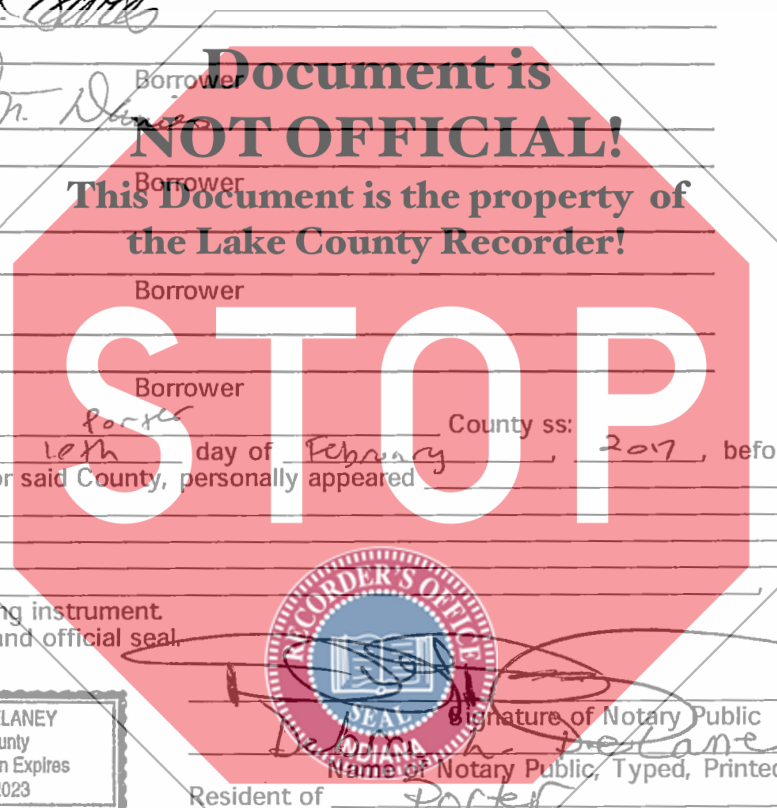 Document is
Borrower
NOT OFFICIAL!
Borrower
This Document is the property of
the Lake County Recorder!
Borrower
STOP
Borrower
Porter County ss:
day of February, 2017, befo
or said County, personally appeared
ng instrument.
and official seal.
RECORDER'S OFFICE
SEAL
INDIANA
LANEY
unty
n Expires
2023
Signature of Notary Public
Name of Notary Public, Typed, Printed
Resident of Porter